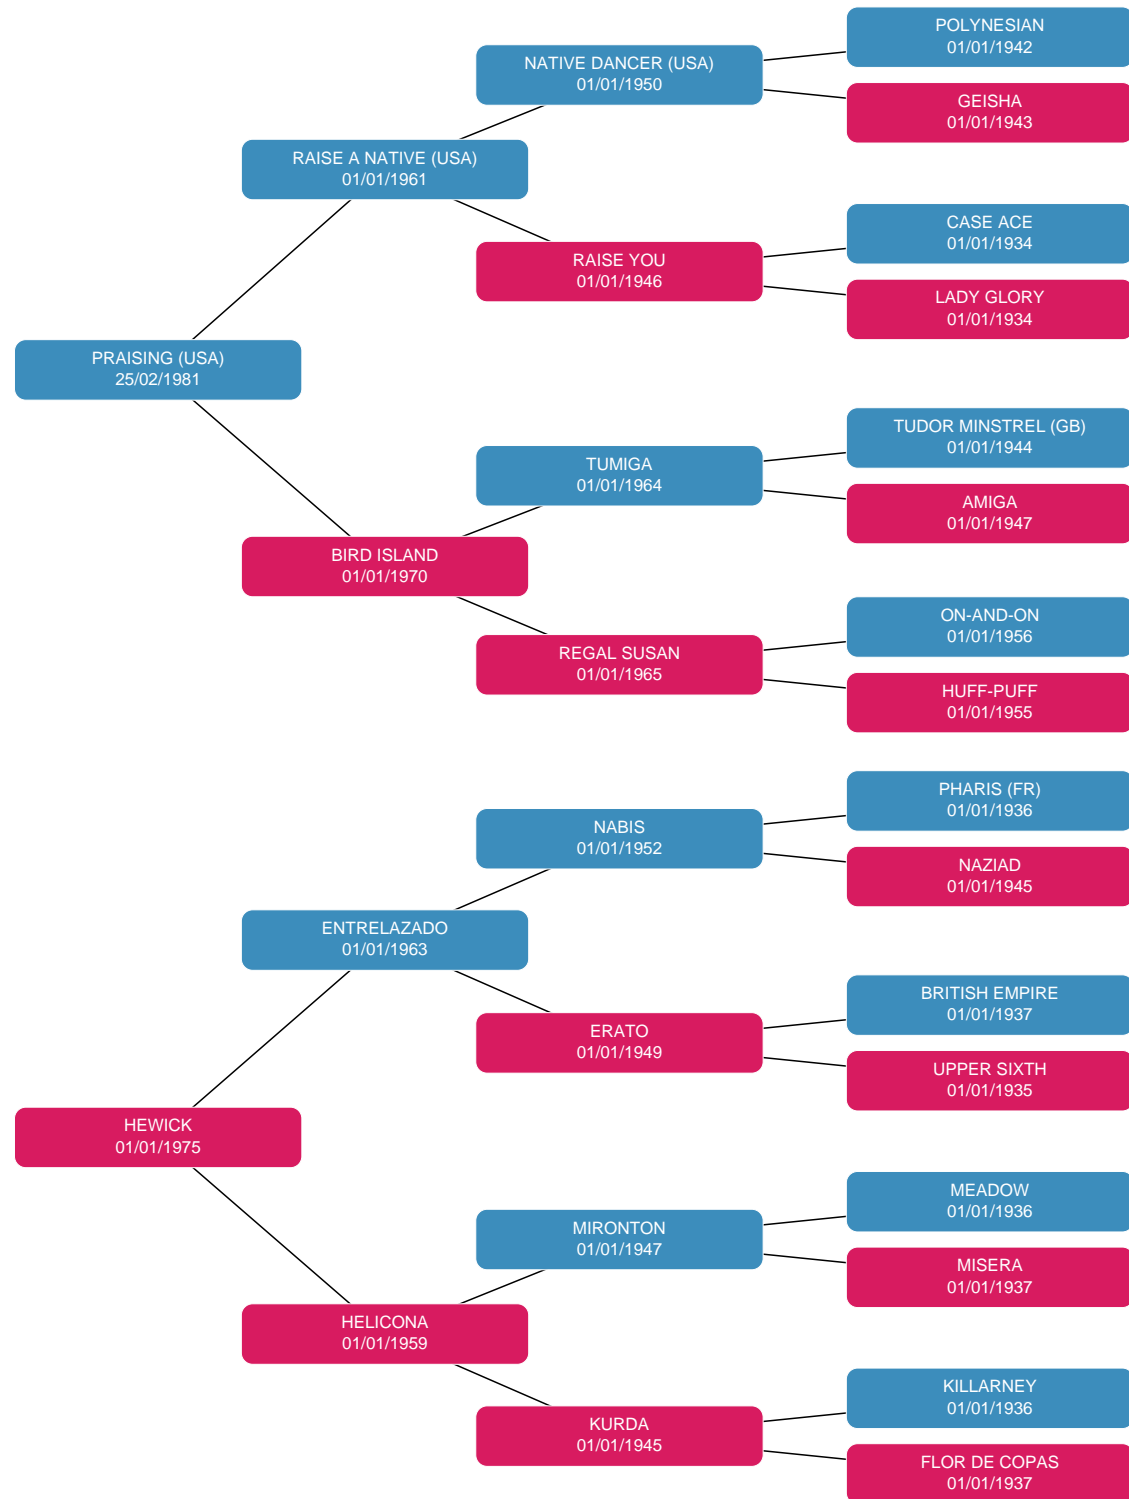 POLYNESIAN
01/01/1942
NATIVE DANCER (USA)
01/01/1950
GEISHA
01/01/1943
RAISE A NATIVE (USA)
01/01/1961
CASE ACE
01/01/1934
RAISE YOU
01/01/1946
LADY GLORY
01/01/1934
PRAISING (USA)
25/02/1981
TUDOR MINSTREL (GB)
01/01/1944
TUMIGA
01/01/1964
AMIGA
01/01/1947
BIRD ISLAND
01/01/1970
ON-AND-ON
01/01/1956
REGAL SUSAN
01/01/1965
HUFF-PUFF
01/01/1955
PHARIS (FR)
01/01/1936
NABIS
01/01/1952
NAZIAD
01/01/1945
ENTRELAZADO
01/01/1963
BRITISH EMPIRE
01/01/1937
ERATO
01/01/1949
UPPER SIXTH
01/01/1935
HEWICK
01/01/1975
MEADOW
01/01/1936
MIRONTON
01/01/1947
MISERA
01/01/1937
HELICONA
01/01/1959
KILLARNEY
01/01/1936
KURDA
01/01/1945
FLOR DE COPAS
01/01/1937